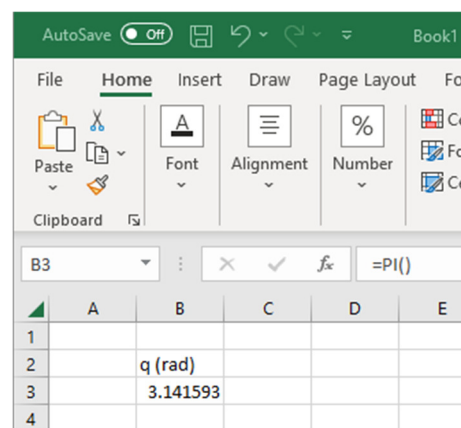 AutoSave Off Book1
File Home Insert Draw Page Layout Fo
Paste Font Alignment % Number
Clipboard
B3 fx =PI()
A B C D E
1
2 q (rad)
3 3.141593
4